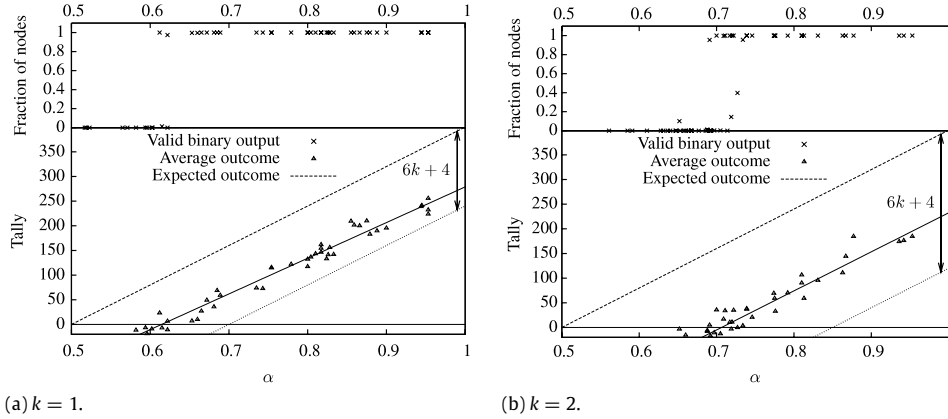 0.5 0.6 0.7 0.8 0.9 1
1
0.8
0.6
0.4
0.2
0
Fraction of nodes
Valid binary output
Average outcome
Expected outcome
6k + 4
350
300
250
200
150
100
50
0
Tally
0.5 0.6 0.7 0.8 0.9 1
α
(a) k = 1.
0.5 0.6 0.7 0.8 0.9
1
0.8
0.6
0.4
0.2
0
Fraction of nodes
Valid binary output
Average outcome
Expected outcome
6k + 4
350
300
250
200
150
100
50
0
Tally
0.5 0.6 0.7 0.8 0.9
α
(b) k = 2.